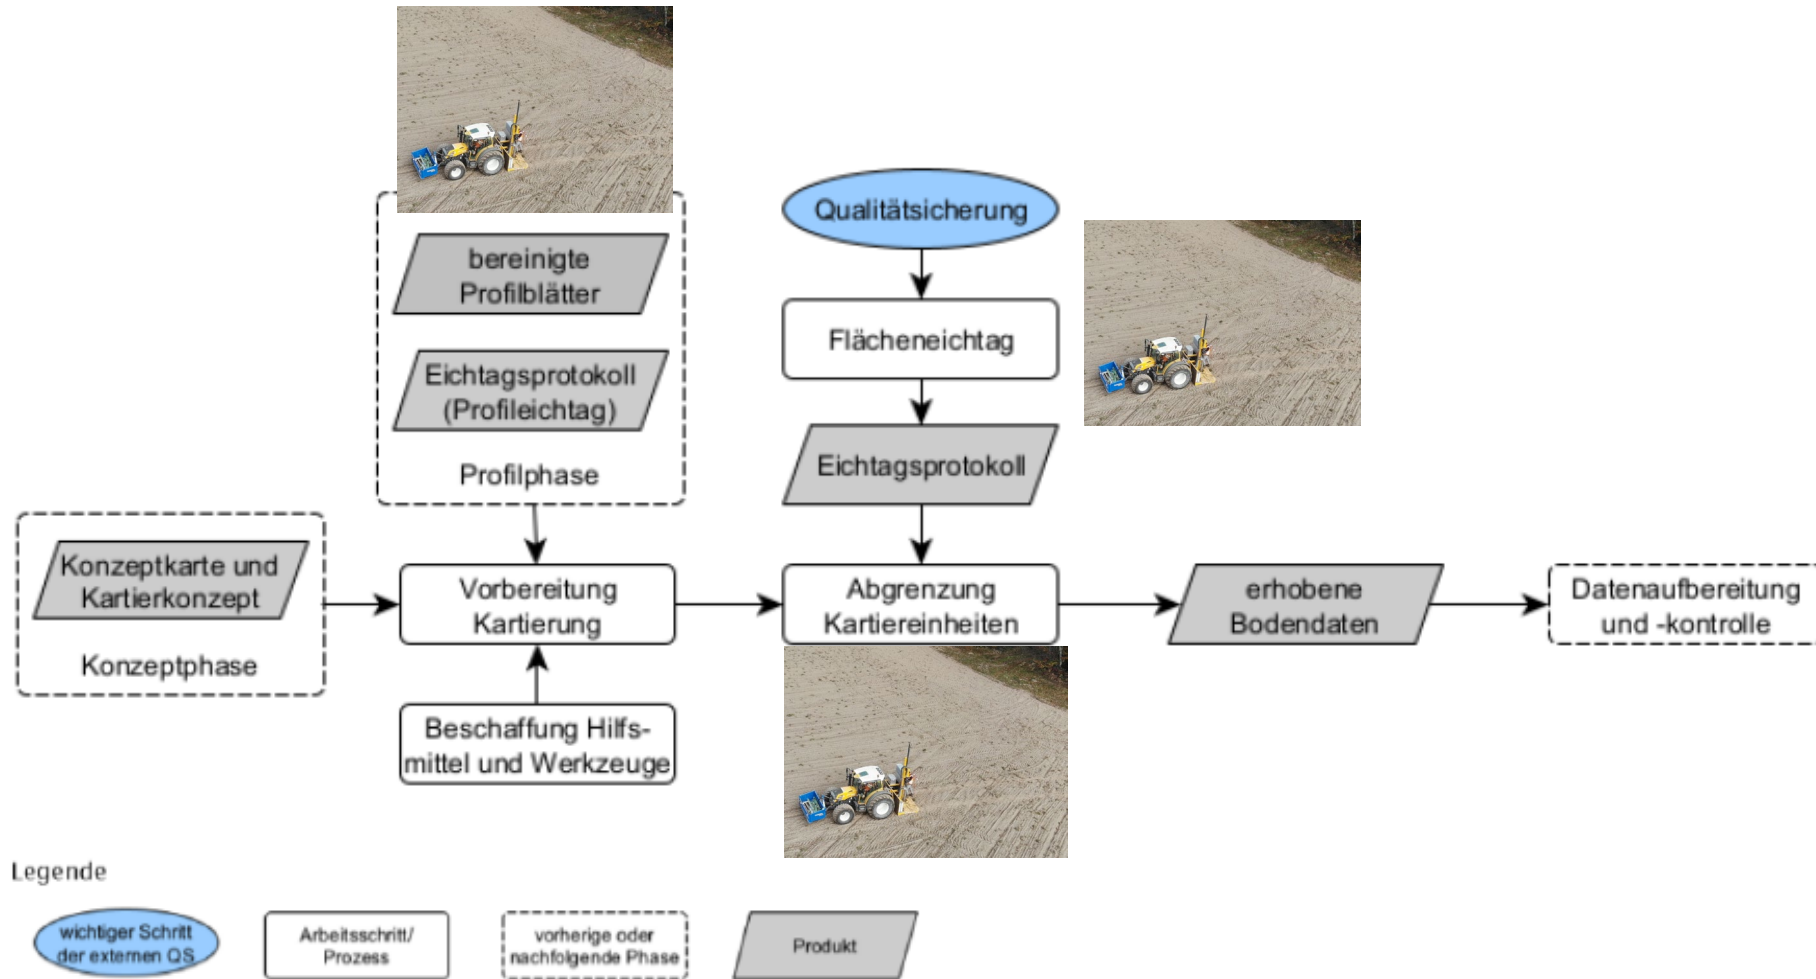 Qualitätsicherung
bereinigte
Profilblätter
Flächeneichtag
Eichtagsprotokoll
(Profileichtag)
Profilphase
Eichtagsprotokoll
Konzeptkarte und
Kartierkonzept
Konzeptphase
Vorbereitung
Kartierung
Abgrenzung
Kartiereinheiten
erhobene
Bodendaten
Datenaufbereitung
und -kontrolle
Beschaffung Hilfs-
mittel und Werkzeuge
Legende
wichtiger Schritt
der externen QS
Arbeitsschritt/
Prozess
vorherige oder
nachfolgende Phase
Produkt